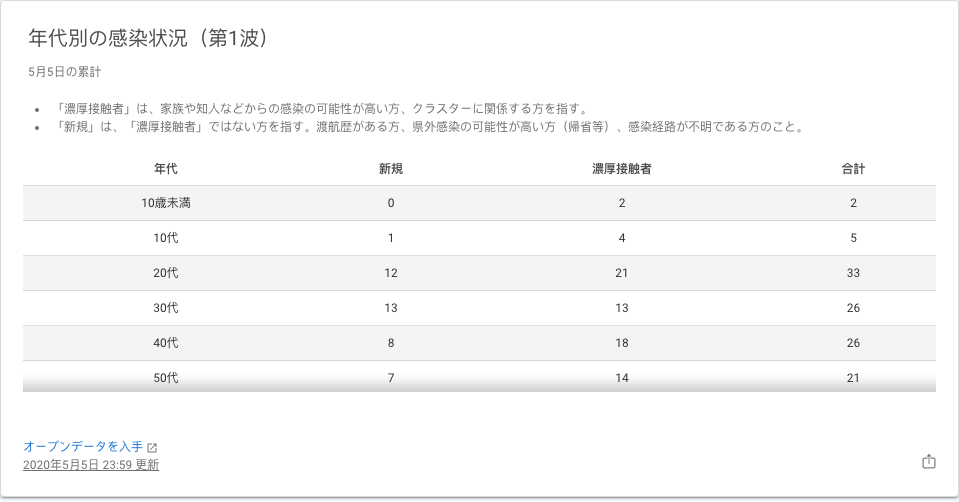 年代別の感染状況（第1波）
5月5日の累計
• 「濃厚接触者」は、家族や知人などからの感染の可能性が高い方、クラスターに関係する方を指す。
• 「新規」は、「濃厚接触者」ではない方を指す。渡航歴がある方、県外感染の可能性が高い方（帰省等）、感染経路が不明である方のこと。
年代 新規 濃厚接触者 合計
10歳未満 0 2 2
10代 1 4 5
20代 12 21 33
30代 13 13 26
40代 8 18 26
50代 7 14 21
オープンデータを入手
2020年5月5日 23:59 更新